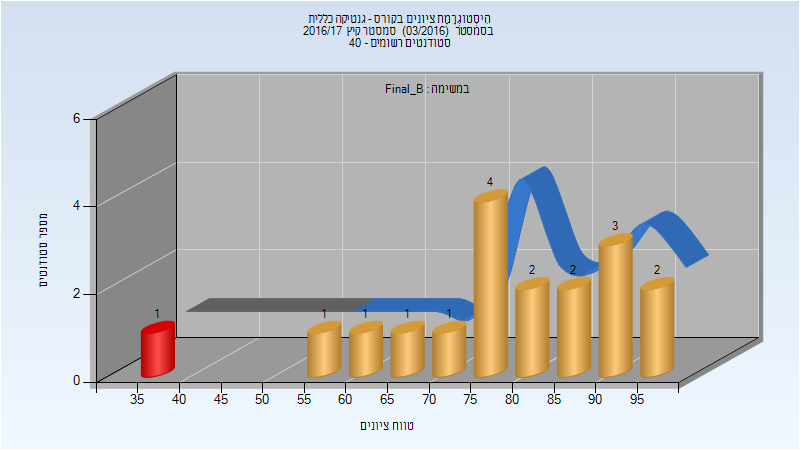 היסטוגרמת ציונים בקורס - גנטיקה כללית
בסמסטר (03/2016) סמסטר קיץ 2016/17
סטודנטים רשומים - 40
במשימה : Final_B
מספר סטודנטים
6
4
2
0
1
1
1
1
1
4
2
2
3
2
35 40 45 50 55 60 65 70 75 80 85 90 95
טווח ציונים